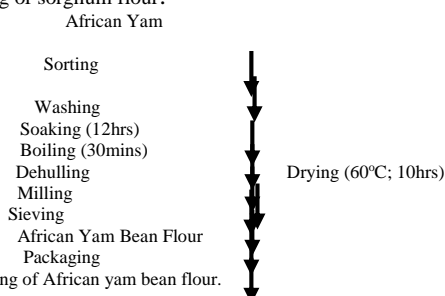 g of sorghum flour.
African Yam
Sorting
Washing
Soaking (12hrs)
Boiling (30mins)
Dehulling Drying (60ºC; 10hrs)
Milling
Sieving
African Yam Bean Flour
Packaging
ng of African yam bean flour.